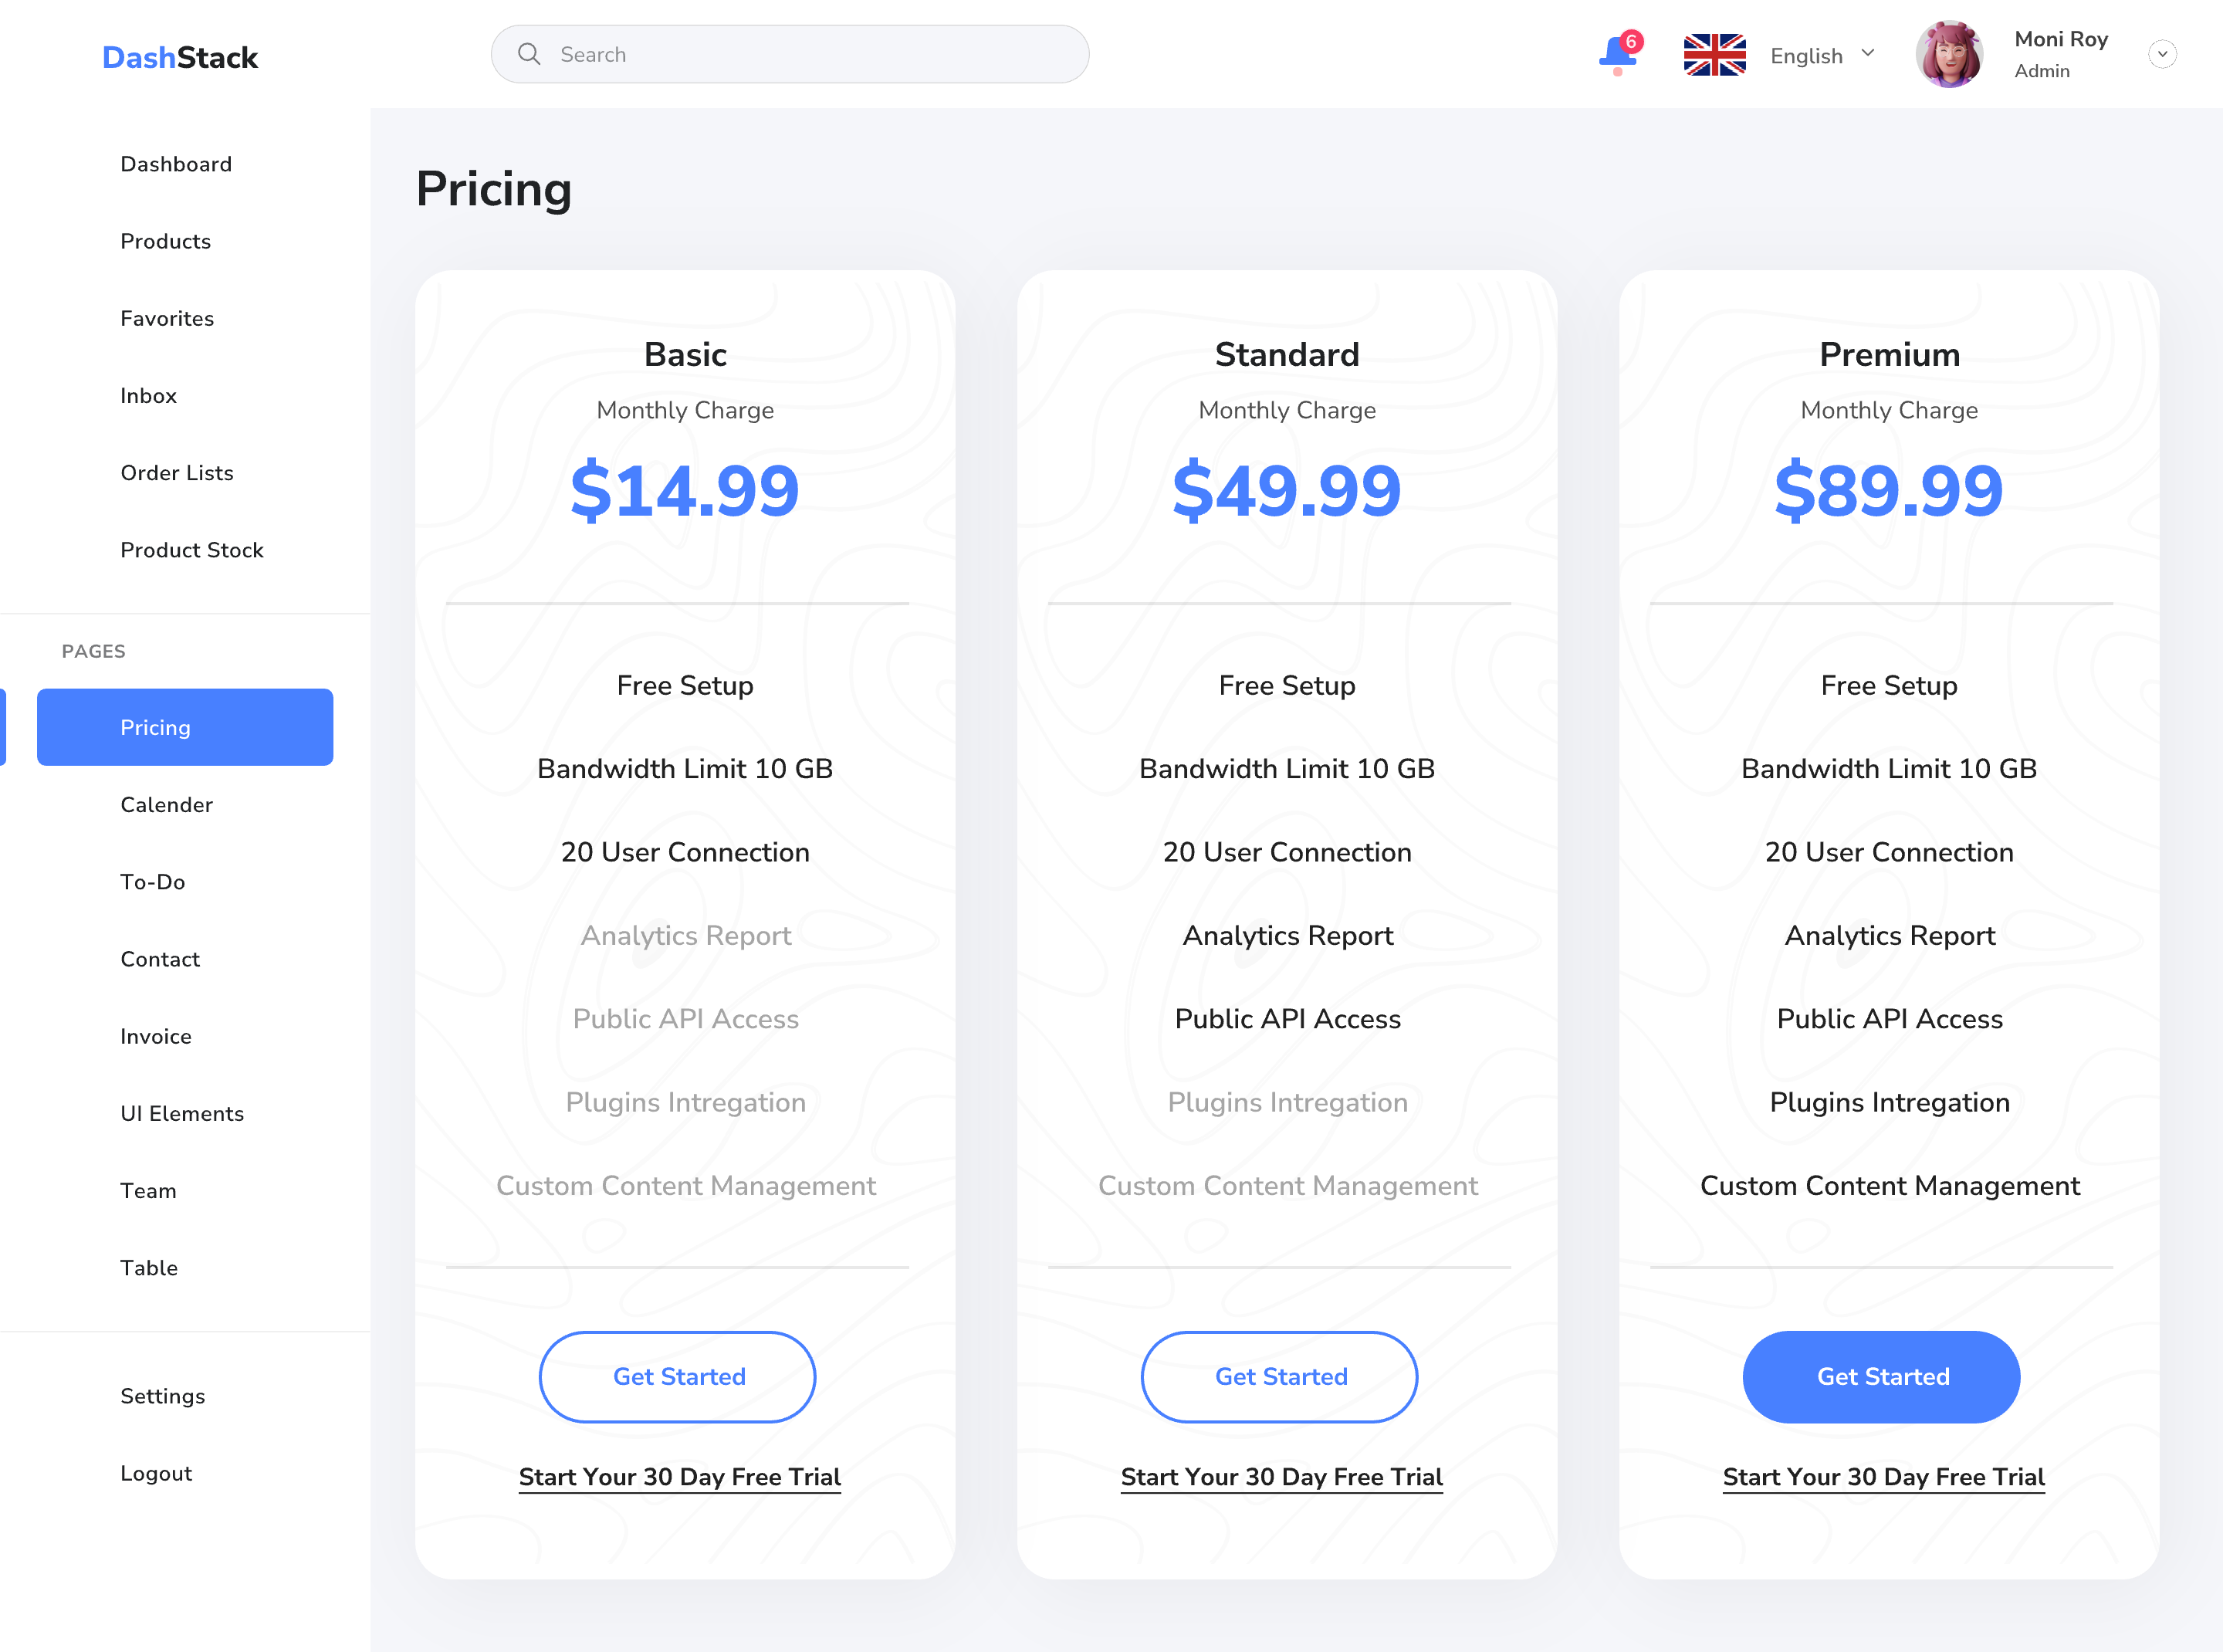 DashStack
Search
6
English
Moni Roy
Admin
Dashboard
Products
Favorites
Inbox
Order Lists
Product Stock
PAGES
Pricing
Calender
To-Do
Contact
Invoice
UI Elements
Team
Table
Settings
Logout
Pricing
Basic
Monthly Charge
$14.99
Free Setup
Bandwidth Limit 10 GB
20 User Connection
Analytics Report
Public API Access
Plugins Intregation
Custom Content Management
Get Started
Start Your 30 Day Free Trial
Standard
Monthly Charge
$49.99
Free Setup
Bandwidth Limit 10 GB
20 User Connection
Analytics Report
Public API Access
Plugins Intregation
Custom Content Management
Get Started
Start Your 30 Day Free Trial
Premium
Monthly Charge
$89.99
Free Setup
Bandwidth Limit 10 GB
20 User Connection
Analytics Report
Public API Access
Plugins Intregation
Custom Content Management
Get Started
Start Your 30 Day Free Trial